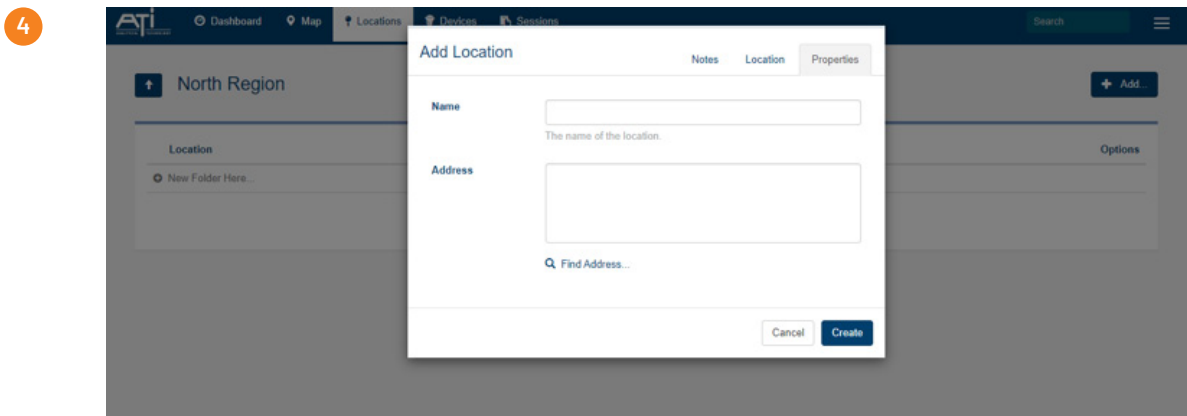 4
ATi Dashboard Map Locations Devices Sessions Search
Add Location Notes Location Properties
North Region + Add...
Name
The name of the location.
Location Options
Address
New Folder Here...
Find Address...
Cancel Create